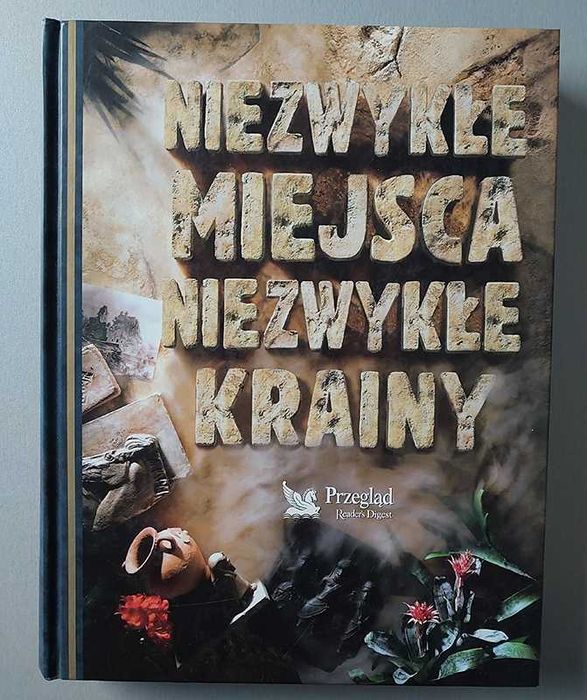 NIEZWYKŁE
MIEJSCA
NIEZWYKŁE
KRAINY
Przegląd
Reader's Digest